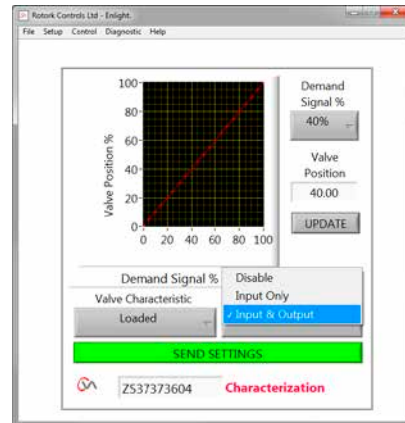 Rotork Controls Ltd - Enlight.
File Setup Control Diagnostic Help
100
80
60
40
20
0
Valve Position %
0 20 40 60 80 100
Demand Signal %
Demand
Signal %
40%
Valve
Position
40.00
UPDATE
Valve Characteristic
Loaded
Disable
Input Only
✓ Input & Output
SEND SETTINGS
ZS37373604
Characterization